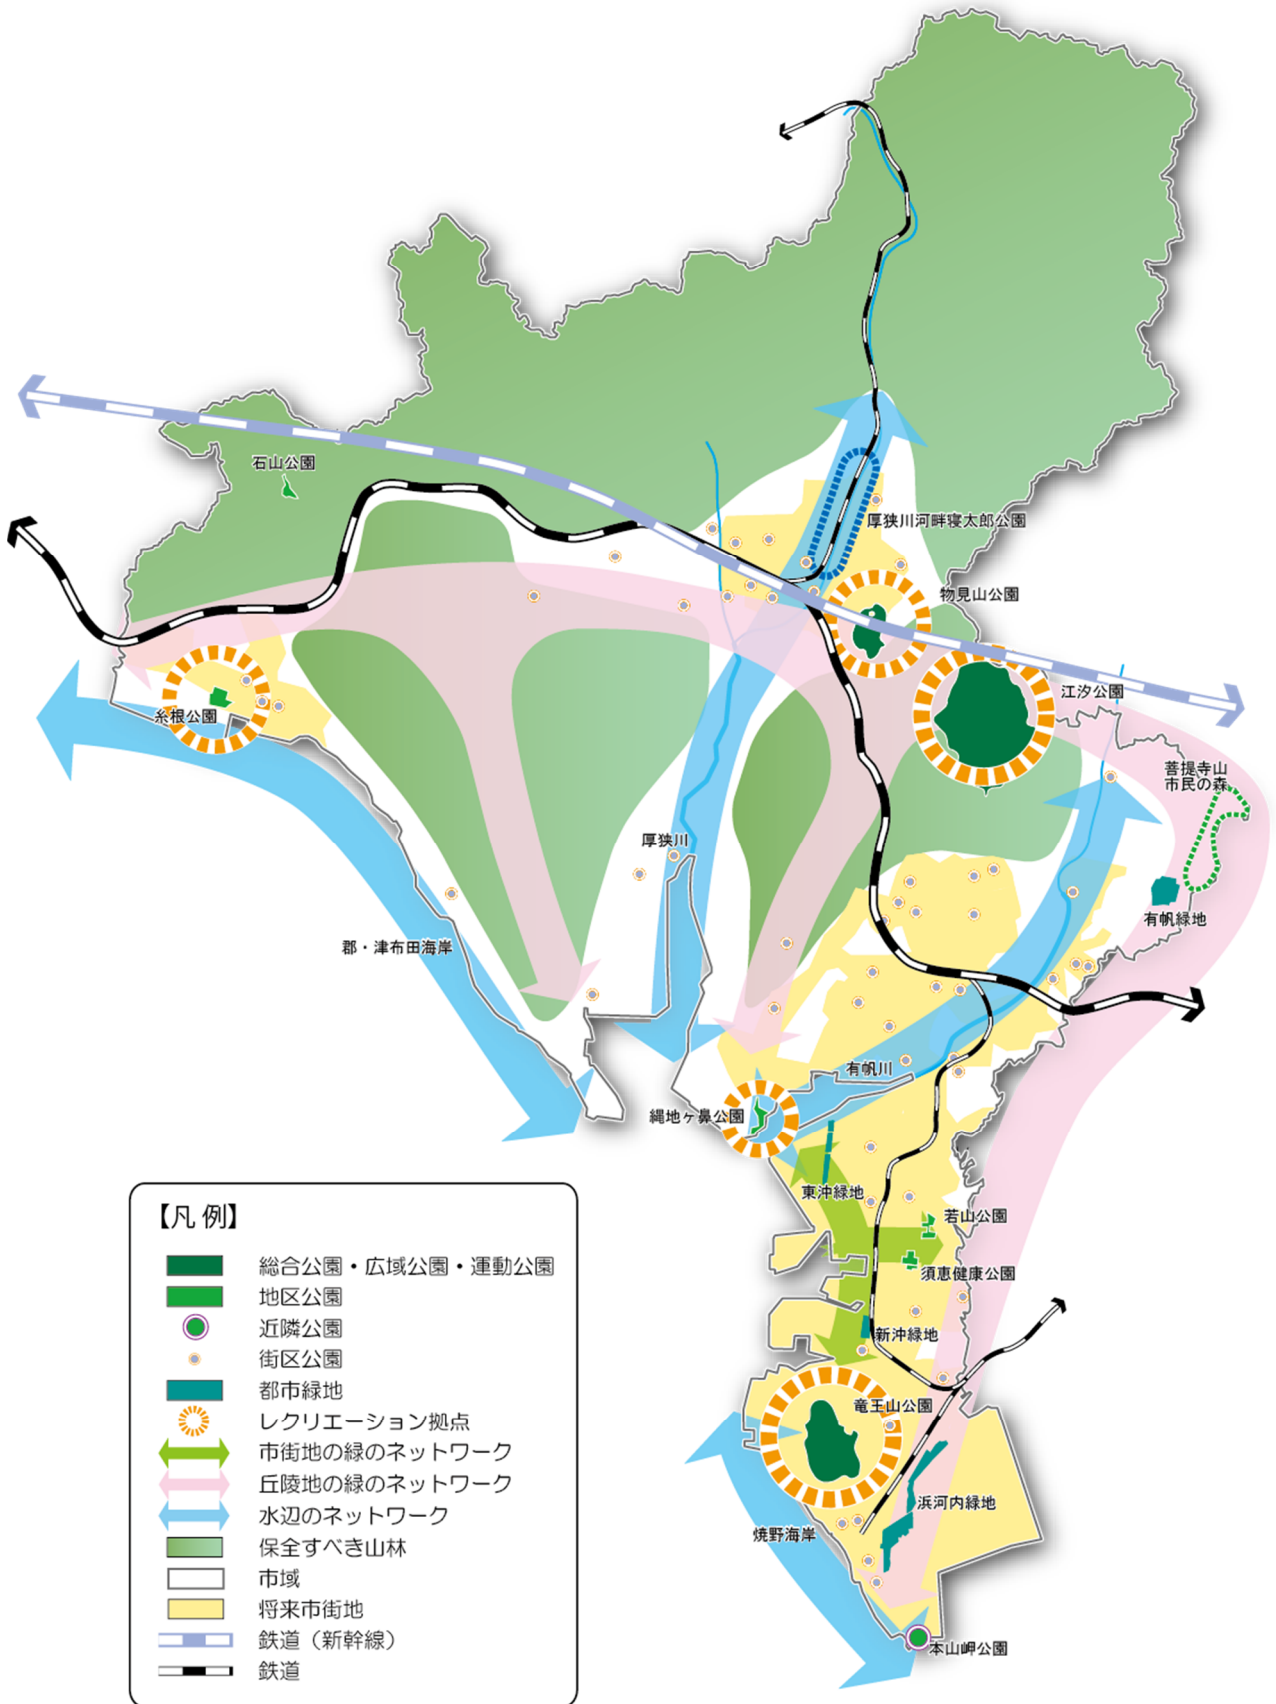 石山公園
厚狭川河畔寝太郎公園
物見山公園
江汐公園
糸根公園
菩提寺山
市民の森
厚狭川
有帆緑地
郡・津布田海岸
有帆川
縄地ヶ鼻公園
東沖緑地
若山公園
須恵健康公園
新沖緑地
竜王山公園
浜河内緑地
焼野海岸
本山岬公園
【凡 例】
総合公園・広域公園・運動公園
地区公園
近隣公園
街区公園
都市緑地
レクリエーション拠点
市街地の緑のネットワーク
丘陵地の緑のネットワーク
水辺のネットワーク
保全すべき山林
市域
将来市街地
鉄道（新幹線）
鉄道